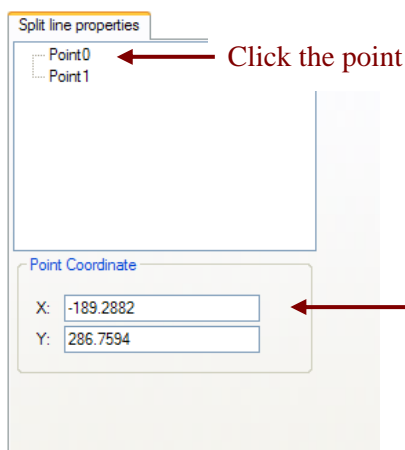 Split line properties
Point0
Click the point
Point1
Point Coordinate
X: -189.2882
Y: 286.7594